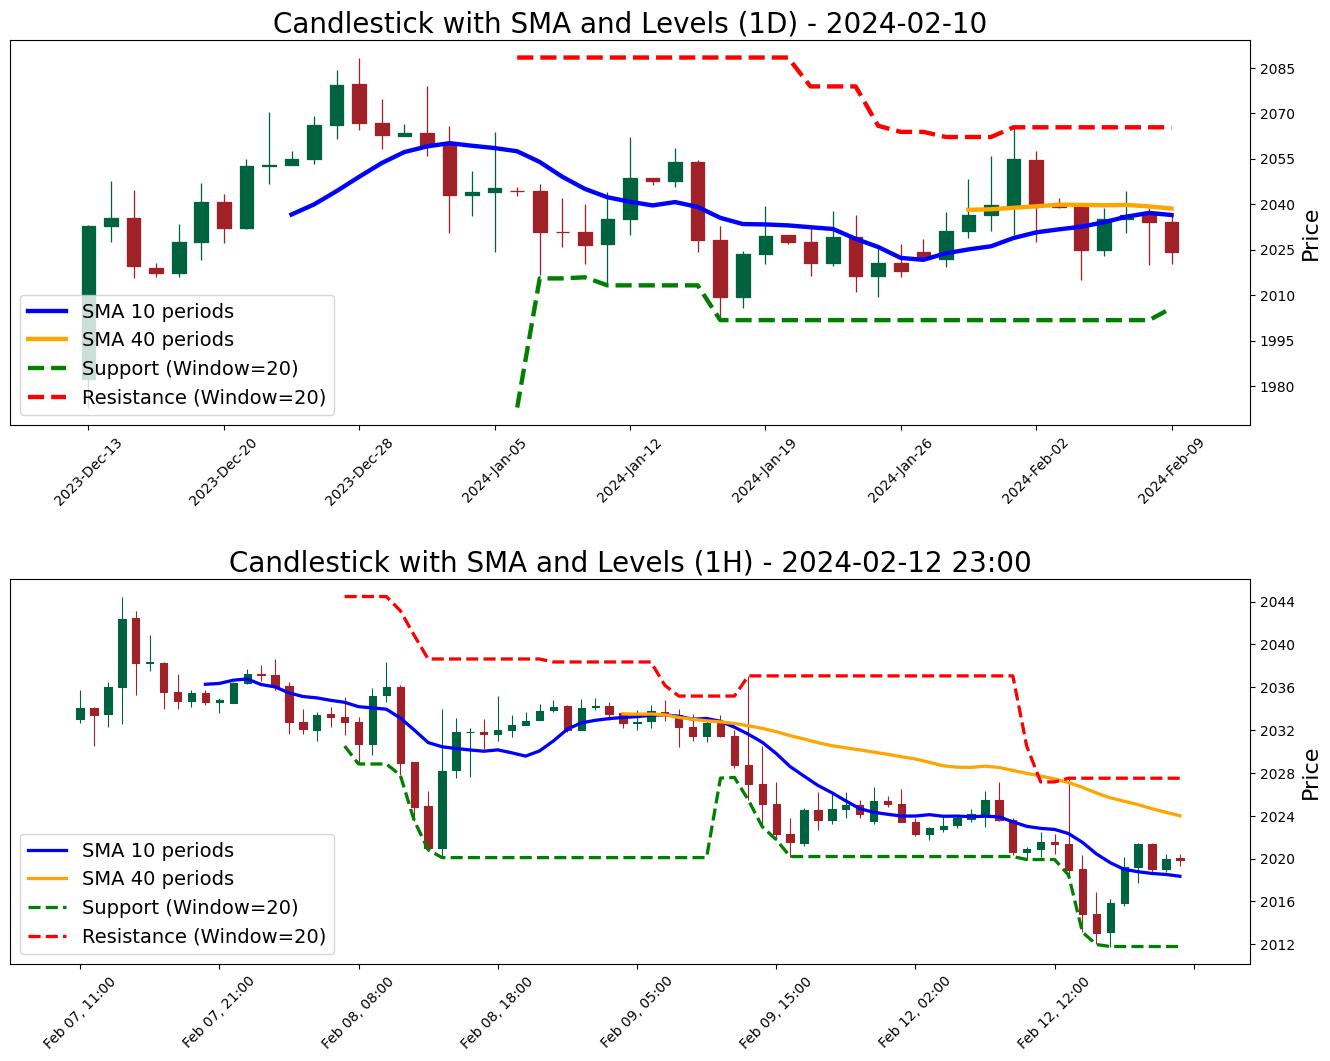 Candlestick with SMA and Levels (1D) - 2024-02-10
2085
2070
2055
2040
2025
2010
1995
1980
Price
SMA 10 periods
SMA 40 periods
Support (Window=20)
Resistance (Window=20)
2023-Dec-13
2023-Dec-20
2023-Dec-28
2024-Jan-05
2024-Jan-12
2024-Jan-19
2024-Jan-26
2024-Feb-02
2024-Feb-09
Candlestick with SMA and Levels (1H) - 2024-02-12 23:00
2044
2040
2036
2032
2028
2024
2020
2016
2012
Price
SMA 10 periods
SMA 40 periods
Support (Window=20)
Resistance (Window=20)
Feb 07, 11:00
Feb 07, 21:00
Feb 08, 08:00
Feb 08, 18:00
Feb 09, 05:00
Feb 09, 15:00
Feb 12, 02:00
Feb 12, 12:00